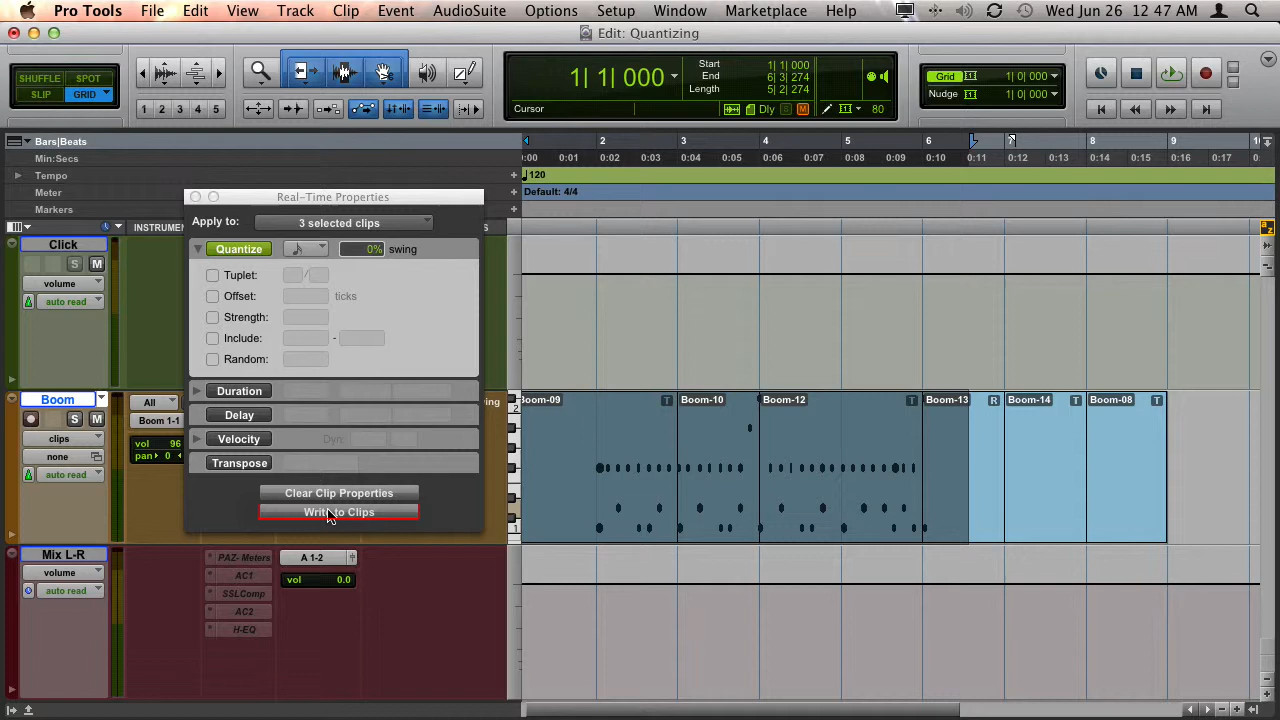 Pro Tools File Edit View Track Clip Event AudioSuite Options Setup Window Marketplace Help Wed Jun 26 12:47 AM
Edit: Quantizing
SHUFFLE SPOT
SLIP GRID
1 2 3 4 5
1| 1| 000
Start 1| 1| 000
End 6| 3| 274
Length 5| 2| 274
Cursor Dly S M 80
Grid 1| 0| 000
Nudge 1| 0| 000
Bars|Beats 2 3 4 5 6 7 8 9
Min:Secs 0:00 0:01 0:02 0:03 0:04 0:05 0:06 0:07 0:08 0:09 0:10 0:11 0:12 0:13 0:14 0:15 0:16 0:17
Tempo 120
Meter Default: 4/4
Markers
Real-Time Properties
Apply to: 3 selected clips
Quantize 0% swing
Tuplet: /
Offset: ticks
Strength:
Include: -
Random:
Duration
Delay
Velocity Dyn:
Transpose
Clear Clip Properties
Write to Clips
Click
S M
volume
auto read
Boom
S M
clips
none
auto read
All
Boom 1-1
vol 96
pan 0
2
1
Boom-09 T Boom-10 Boom-12 T Boom-13 R Boom-14 T Boom-08 T
Mix L-R
volume
auto read
PAZ- Meters
AC1
SSLComp
AC2
H-EQ
A 1-2
vol 0.0